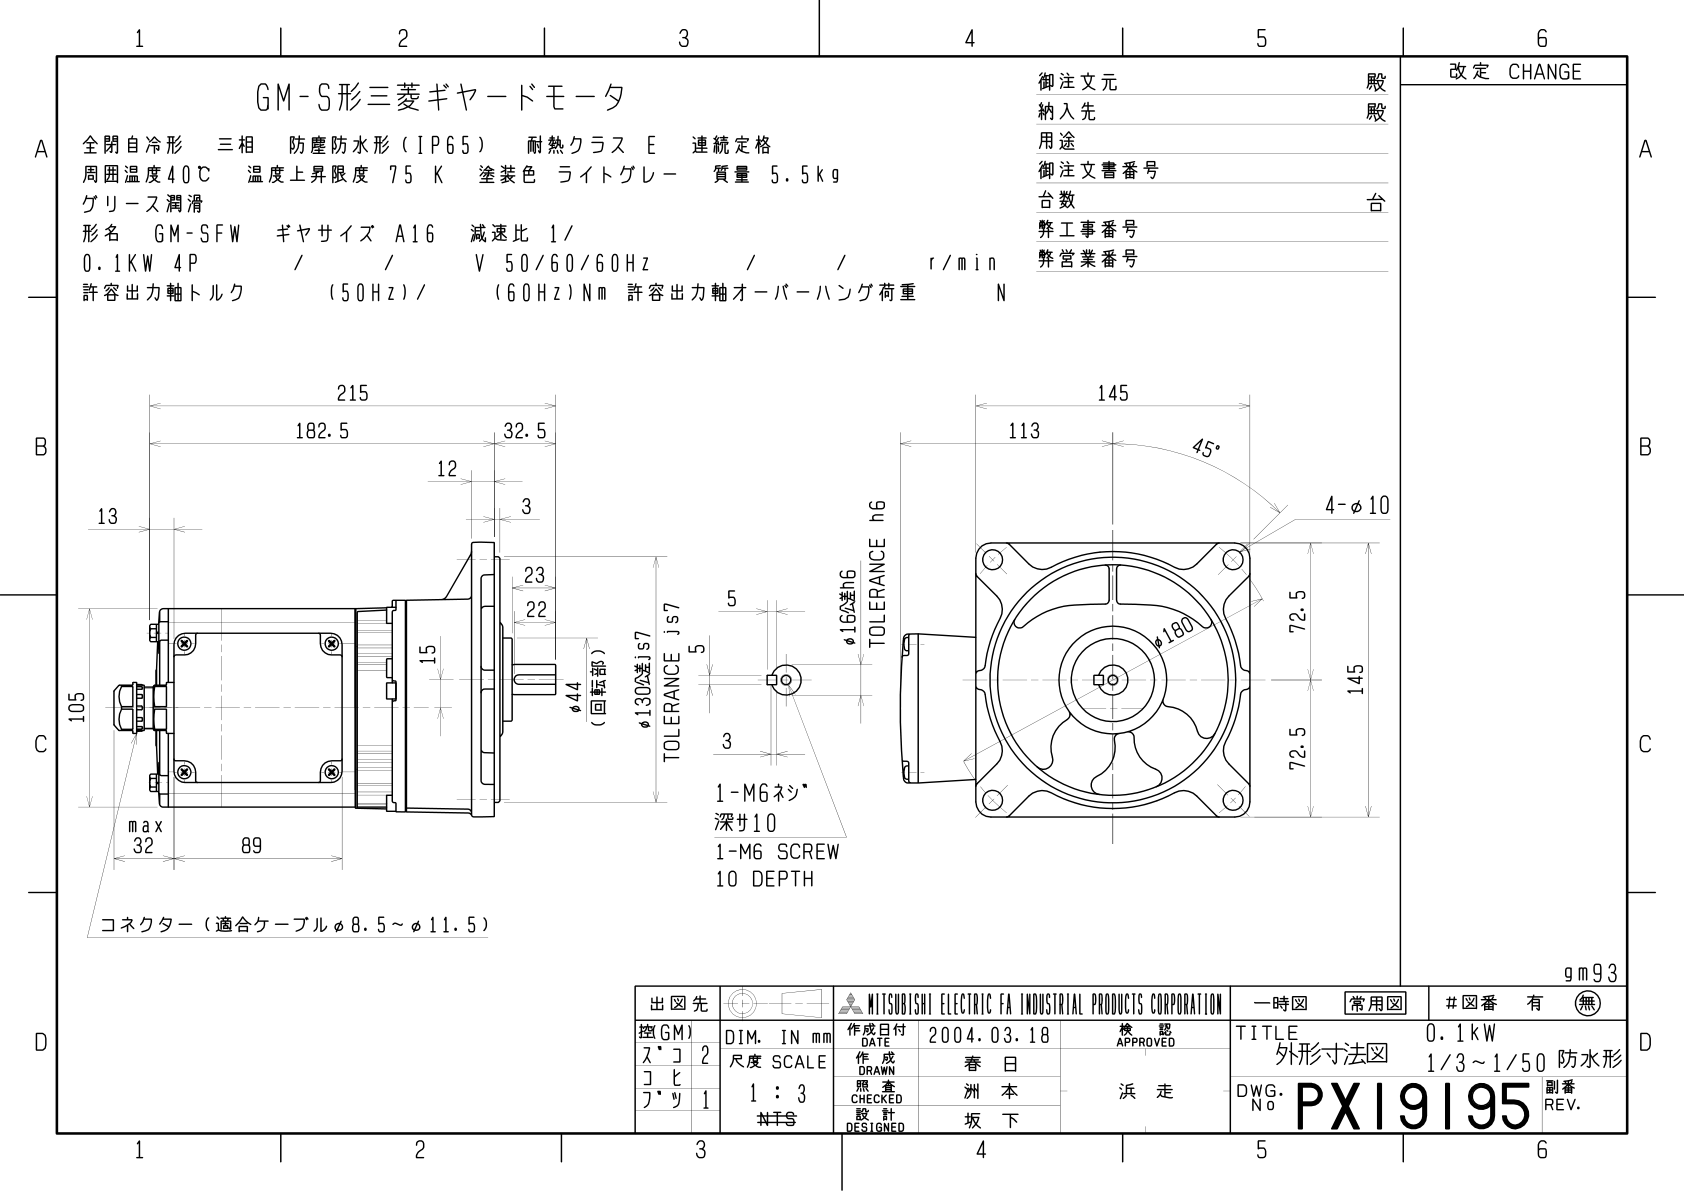 1 2 3 4 5 6
A
B
C
D
A
B
C
D
改定 CHANGE
GM-S形三菱ギヤードモータ
全閉自冷形 三相 防塵防水形(IP65) 耐熱クラス E 連続定格
周囲温度40℃ 温度上昇限度 75 K 塗装色 ライトグレー 質量 5.5kg
グリース潤滑
形名 GM-SFW ギヤサイズ A16 減速比 1/
0.1KW 4P / / V 50/60/60Hz / / r/min
許容出力軸トルク (50Hz)/ (60Hz)Nm 許容出力軸オーバーハング荷重 N
御注文元 殿
納入先 殿
用途
御注文書番号
台数 台
弊工事番号
弊営業番号
215
182.5 32.5
12
3
13
23
22
15
105
φ44
(回転部)
φ130公差js7
TOLERANCE js7
max
32 89
コネクター(適合ケーブルφ8.5~φ11.5)
5
5
3
φ16公差h6
TOLERANCE h6
1-M6ネジ
深サ10
1-M6 SCREW
10 DEPTH
145
113
45°
4-φ10
φ180
72.5
72.5
145
gm93
出図先
控(GM)
ズコ 2
コヒ
ブツ 1
DIM. IN mm
尺度 SCALE
1 : 3
NTS
MITSUBISHI ELECTRIC FA INDUSTRIAL PRODUCTS CORPORATION
作成日付
DATE
2004.03.18
検 認
APPROVED
作 成
DRAWN
春 日
照 査
CHECKED
洲 本
浜 走
設 計
DESIGNED
坂 下
一時図 常用図 #図番 有 無
TITLE
外形寸法図
0.1kW
1/3~1/50 防水形
DWG.
No
PX19195
副番
REV.
1 2 3 4 5 6